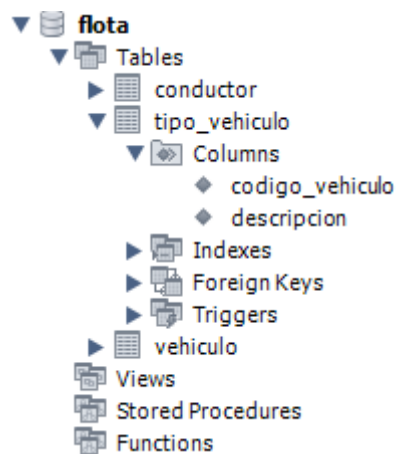 flota
Tables
conductor
tipo_vehiculo
Columns
codigo_vehiculo
descripcion
Indexes
Foreign Keys
Triggers
vehiculo
Views
Stored Procedures
Functions